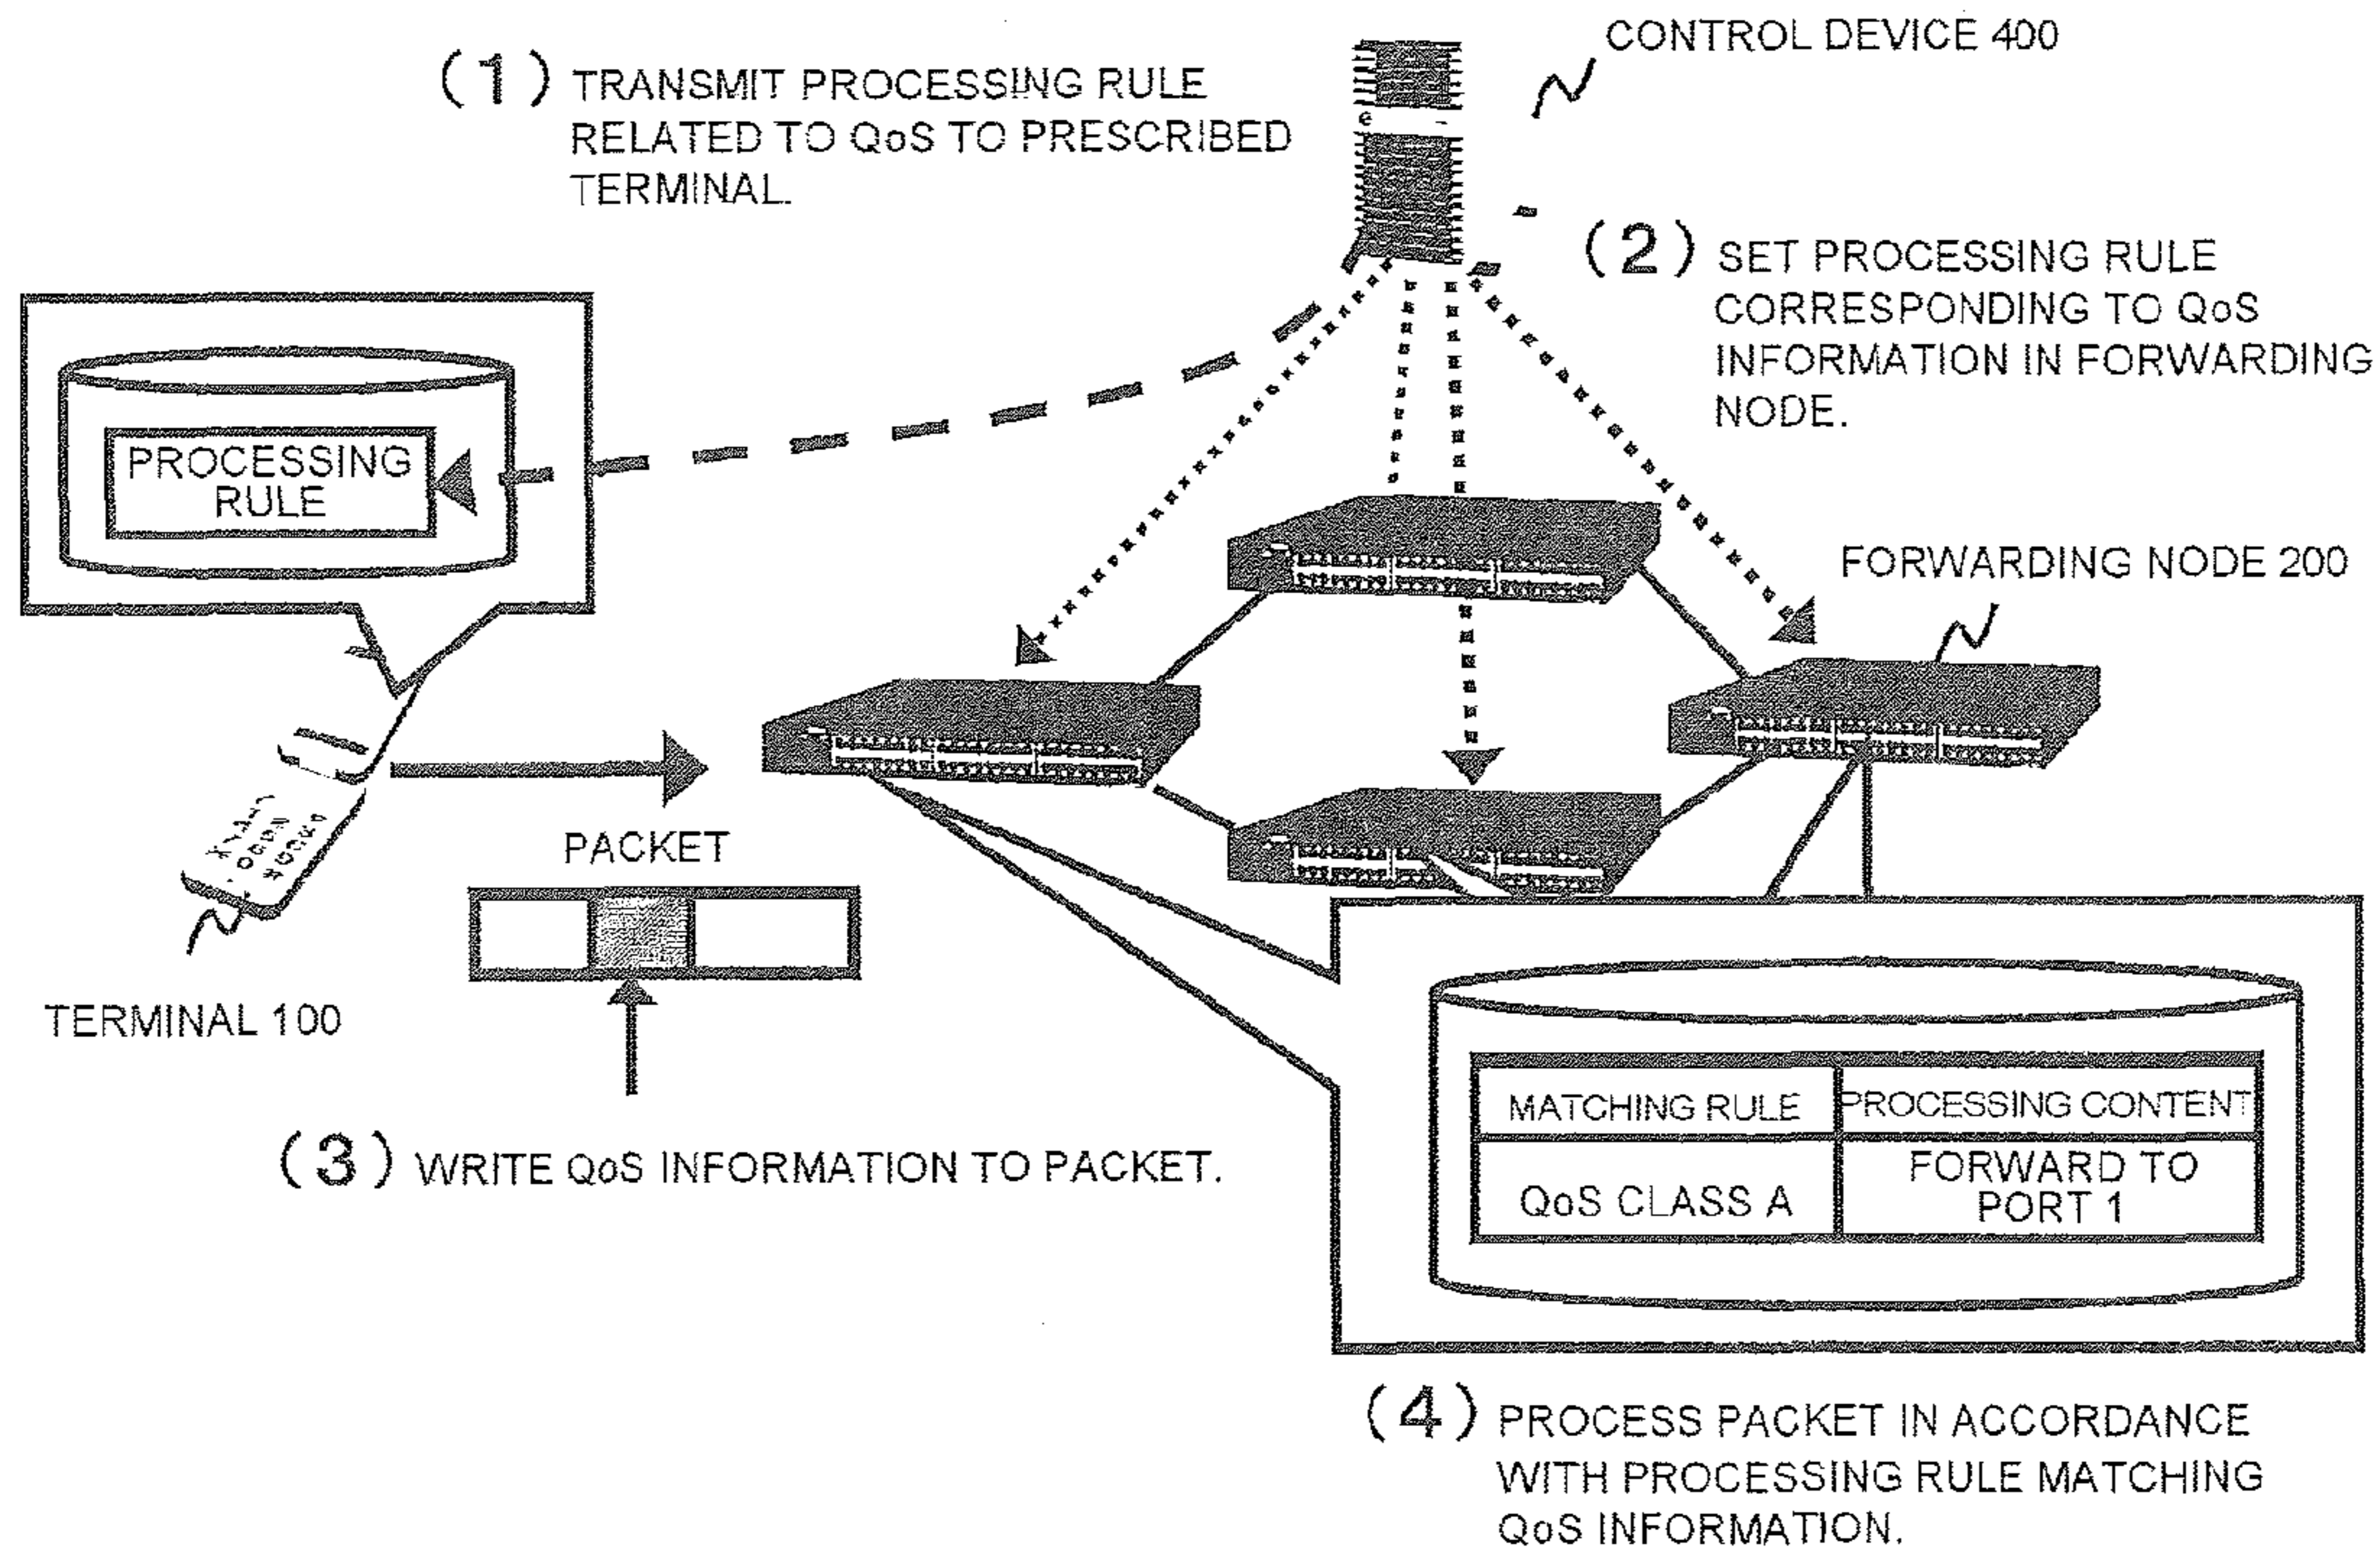 CONTROL DEVICE 400
(1) TRANSMIT PROCESSING RULE
RELATED TO QoS TO PRESCRIBED
TERMINAL.
(2) SET PROCESSING RULE
CORRESPONDING TO QoS
INFORMATION IN FORWARDING
NODE.
PROCESSING
RULE
FORWARDING NODE 200
PACKET
TERMINAL 100
(3) WRITE QoS INFORMATION TO PACKET.
MATCHING RULE PROCESSING CONTENT
QoS CLASS A
FORWARD TO
PORT 1
(4) PROCESS PACKET IN ACCORDANCE
WITH PROCESSING RULE MATCHING
QoS INFORMATION.